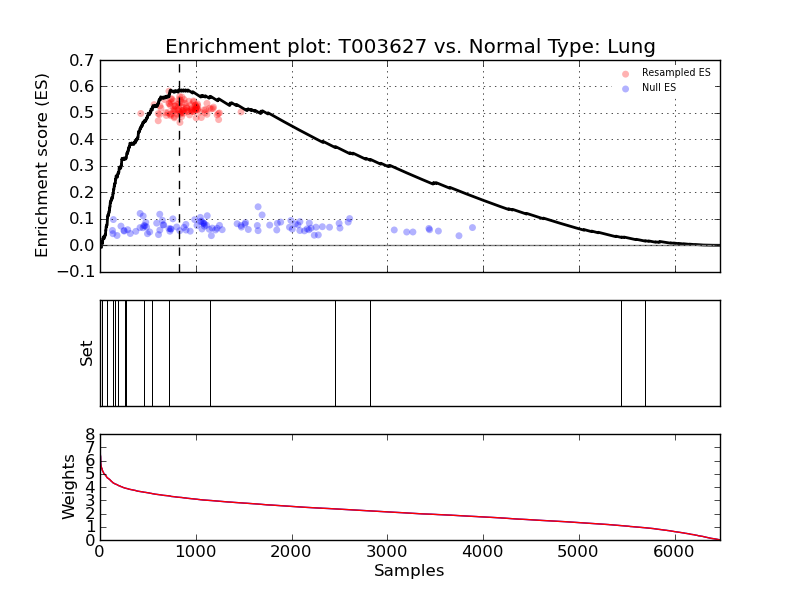 Enrichment plot: T003627 vs. Normal Type: Lung
Enrichment score (ES)
0.7
0.6
0.5
0.4
0.3
0.2
0.1
0.0
−0.1
Resampled ES
Null ES
Set
Weights
8
7
6
5
4
3
2
1
0
0 1000 2000 3000 4000 5000 6000
Samples